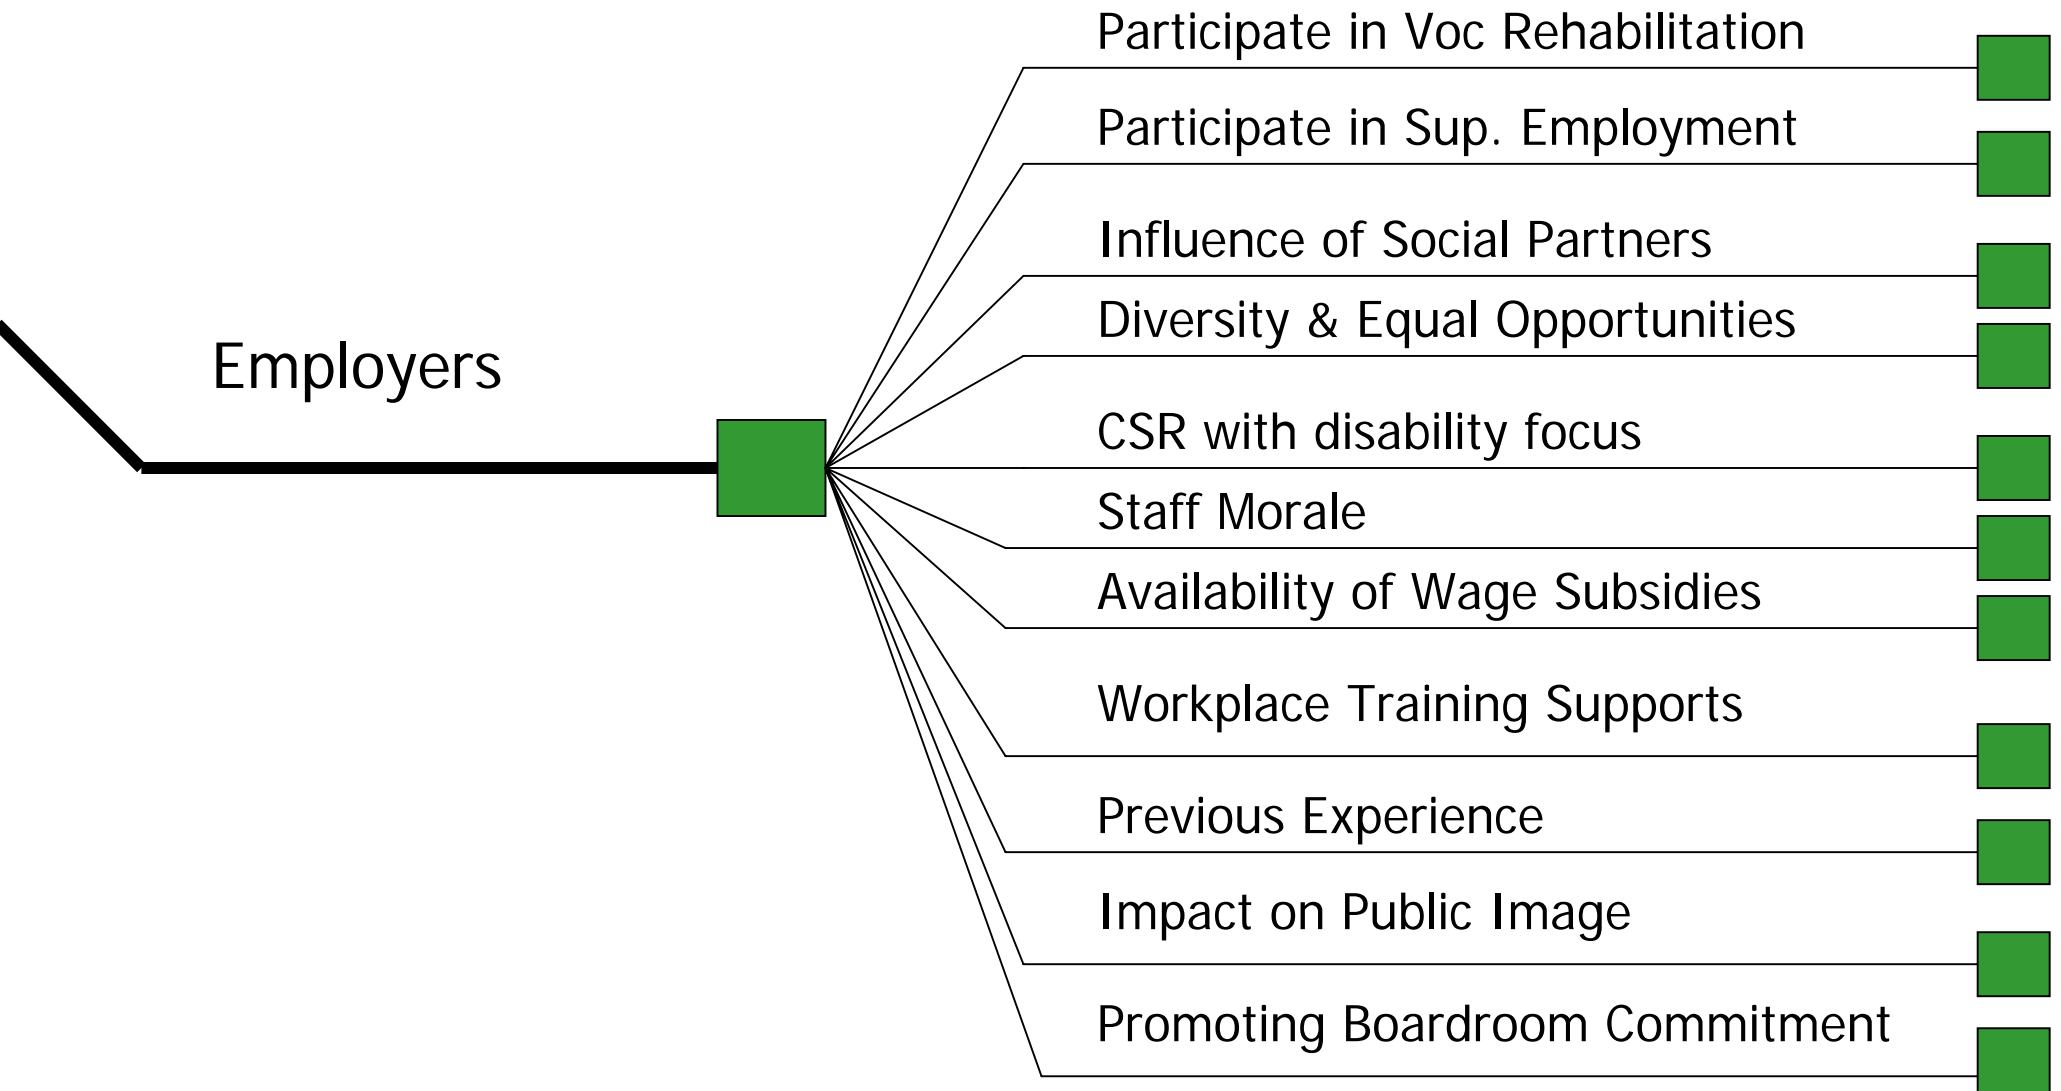 Participate in Voc Rehabilitation
Participate in Sup. Employment
Influence of Social Partners
Diversity & Equal Opportunities
Employers
CSR with disability focus
Staff Morale
Availability of Wage Subsidies
Workplace Training Supports
Previous Experience
Impact on Public Image
Promoting Boardroom Commitment